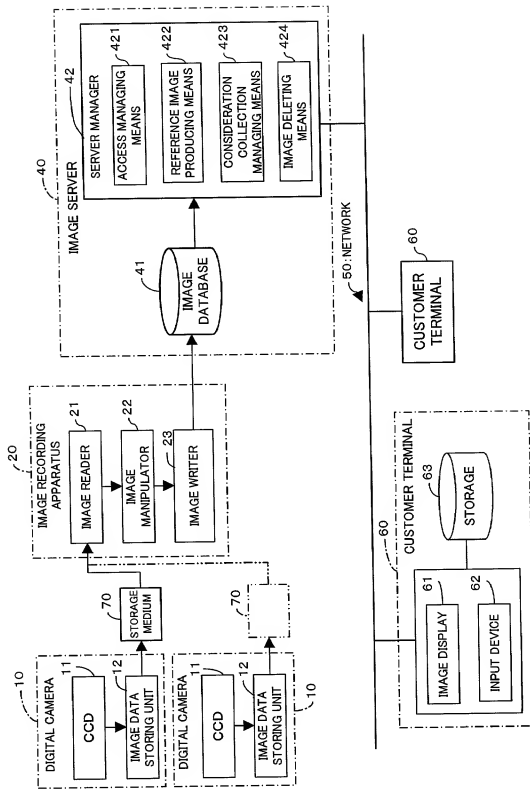 10
DIGITAL CAMERA
11
CCD
12
IMAGE DATA
STORING UNIT
70
STORAGE
MEDIUM
DIGITAL CAMERA
11
CCD
12
IMAGE DATA
STORING UNIT
10
70
20
IMAGE RECORDING
APPARATUS
21
IMAGE READER
22
IMAGE
MANIPULATOR
23
IMAGE WRITER
40
IMAGE SERVER
41
IMAGE
DATABASE
42
SERVER MANAGER
421
ACCESS MANAGING
MEANS
422
REFERENCE IMAGE
PRODUCING MEANS
423
CONSIDERATION
COLLECTION
MANAGING MEANS
424
IMAGE DELETING
MEANS
50:NETWORK
60
CUSTOMER TERMINAL
61
IMAGE DISPLAY
62
INPUT DEVICE
63
STORAGE
60
CUSTOMER
TERMINAL